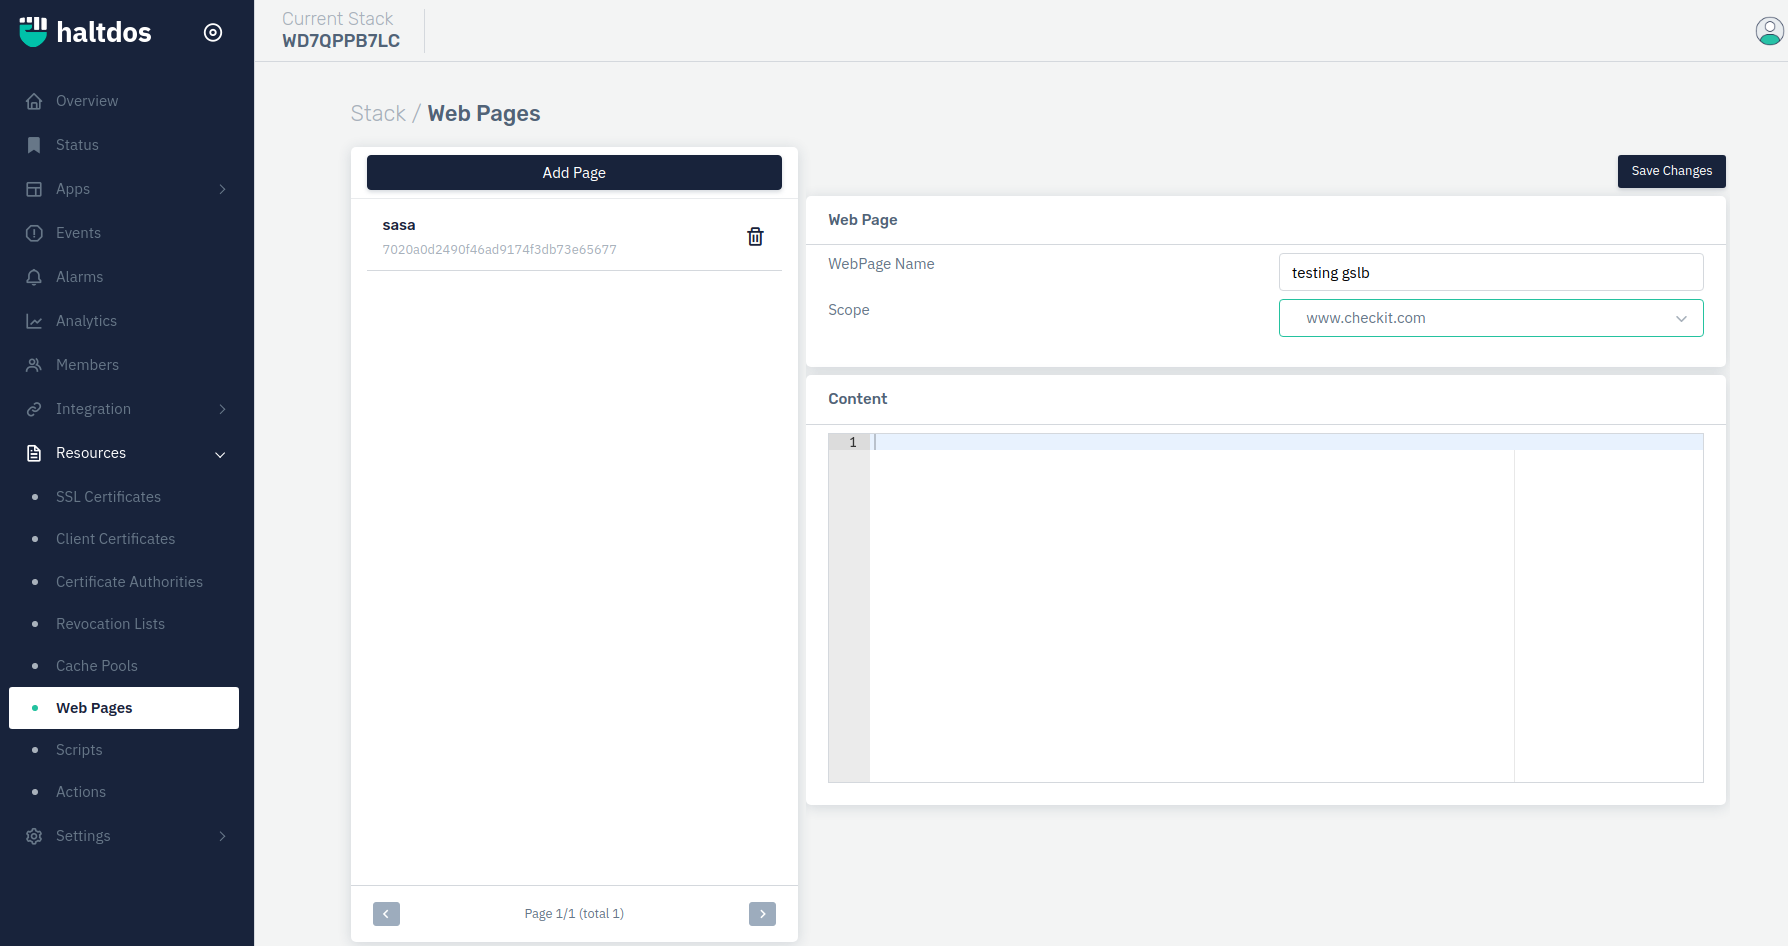 haltdos
Current Stack
WD7QPPB7LC
Overview
Status
Apps
Events
Alarms
Analytics
Members
Integration
Resources
SSL Certificates
Client Certificates
Certificate Authorities
Revocation Lists
Cache Pools
Web Pages
Scripts
Actions
Settings
Stack / Web Pages
Add Page
sasa
7020a0d2490f46ad9174f3db73e65677
Page 1/1 (total 1)
Save Changes
Web Page
WebPage Name
testing gslb
Scope
www.checkit.com
Content
1